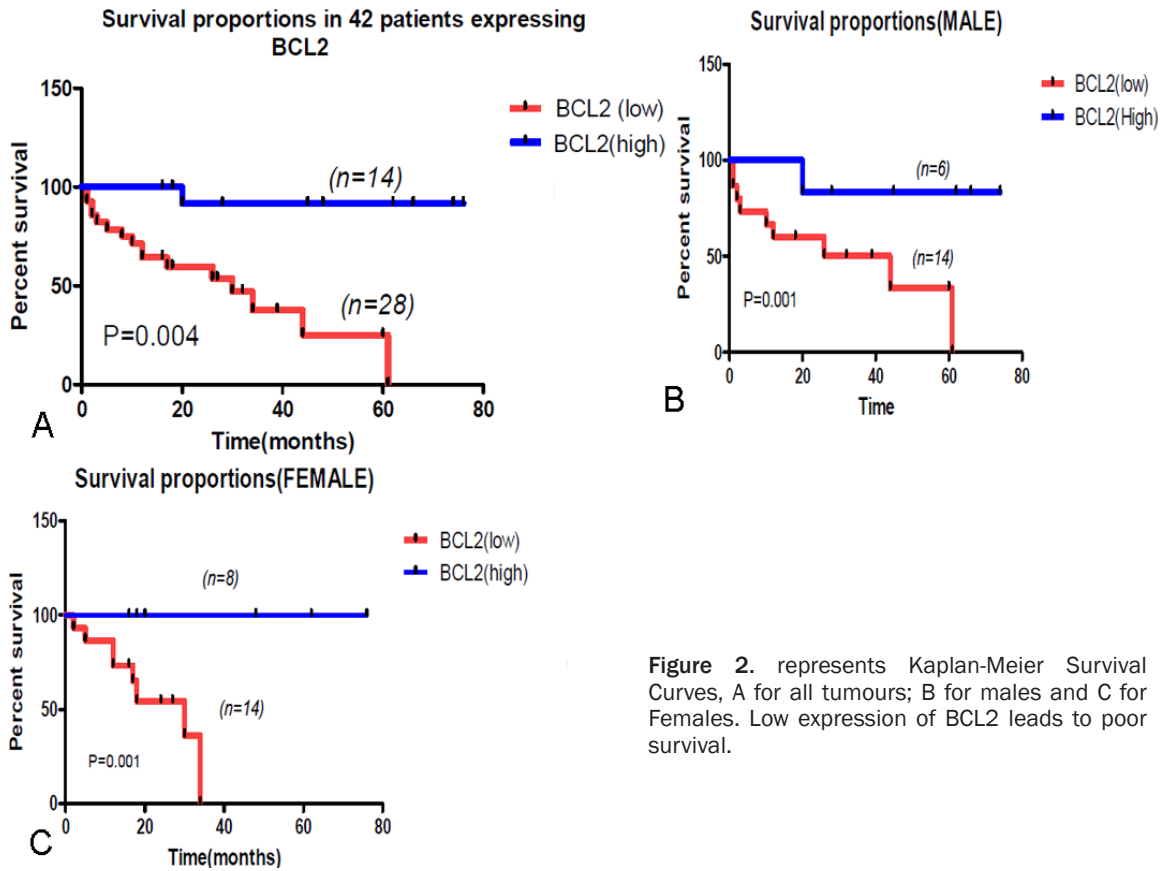 Survival proportions in 42 patients expressing
BCL2
150
100
50
0
0 20 40 60 80
Percent survival
Time(months)
BCL2 (low)
BCL2(high)
(n=14)
(n=28)
P=0.004
A
Survival proportions(MALE)
150
100
50
0
0 20 40 60 80
Percent survival
Time
BCL2(low)
BCL2(High)
(n=6)
(n=14)
P=0.001
B
Survival proportions(FEMALE)
150
100
50
0
0 20 40 60 80
Percent survival
Time(months)
BCL2(low)
BCL2(high)
(n=8)
(n=14)
P=0.001
C
Figure 2. represents Kaplan-Meier Survival
Curves, A for all tumours; B for males and C for
Females. Low expression of BCL2 leads to poor
survival.